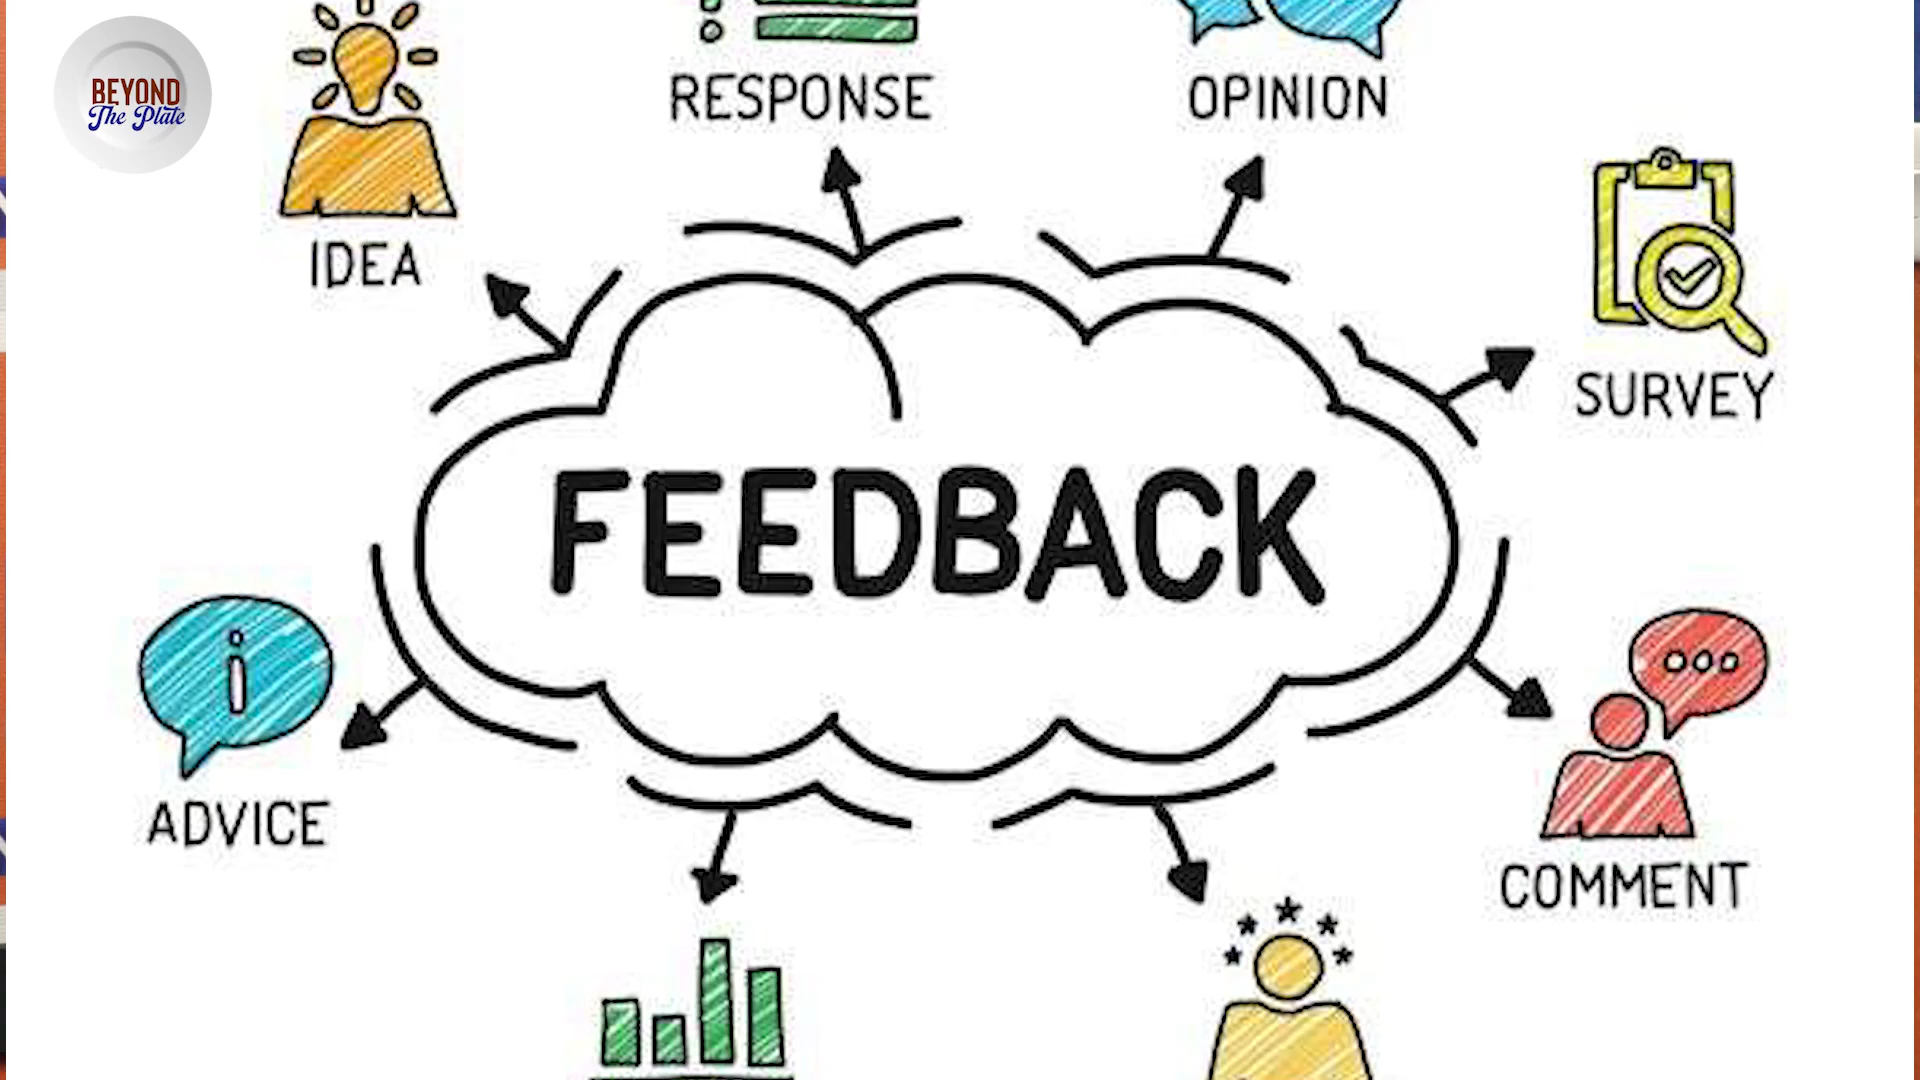 BEYOND
The Plate
RESPONSE
OPINION
IDEA
SURVEY
FEEDBACK
i
ADVICE
COMMENT